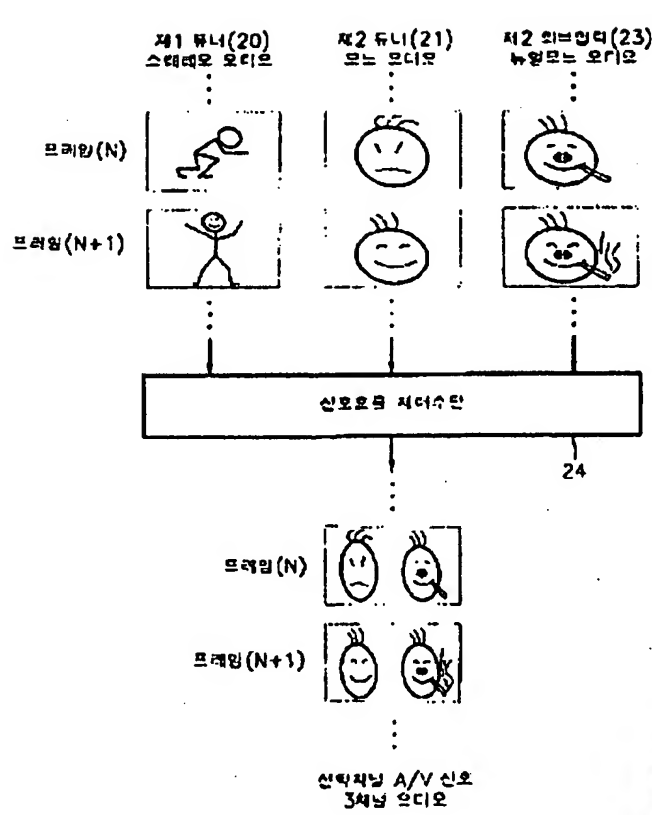 제1 튜너(20)
스테레오 오디오
제2 튜너(21)
모노 오디오
제2 외부입력(23)
듀얼모노 오디오
프레임(N)
프레임(N+1)
신호흐름 제어수단
24
프레임(N)
프레임(N+1)
선택채널 A/V 신호
3채널 오디오